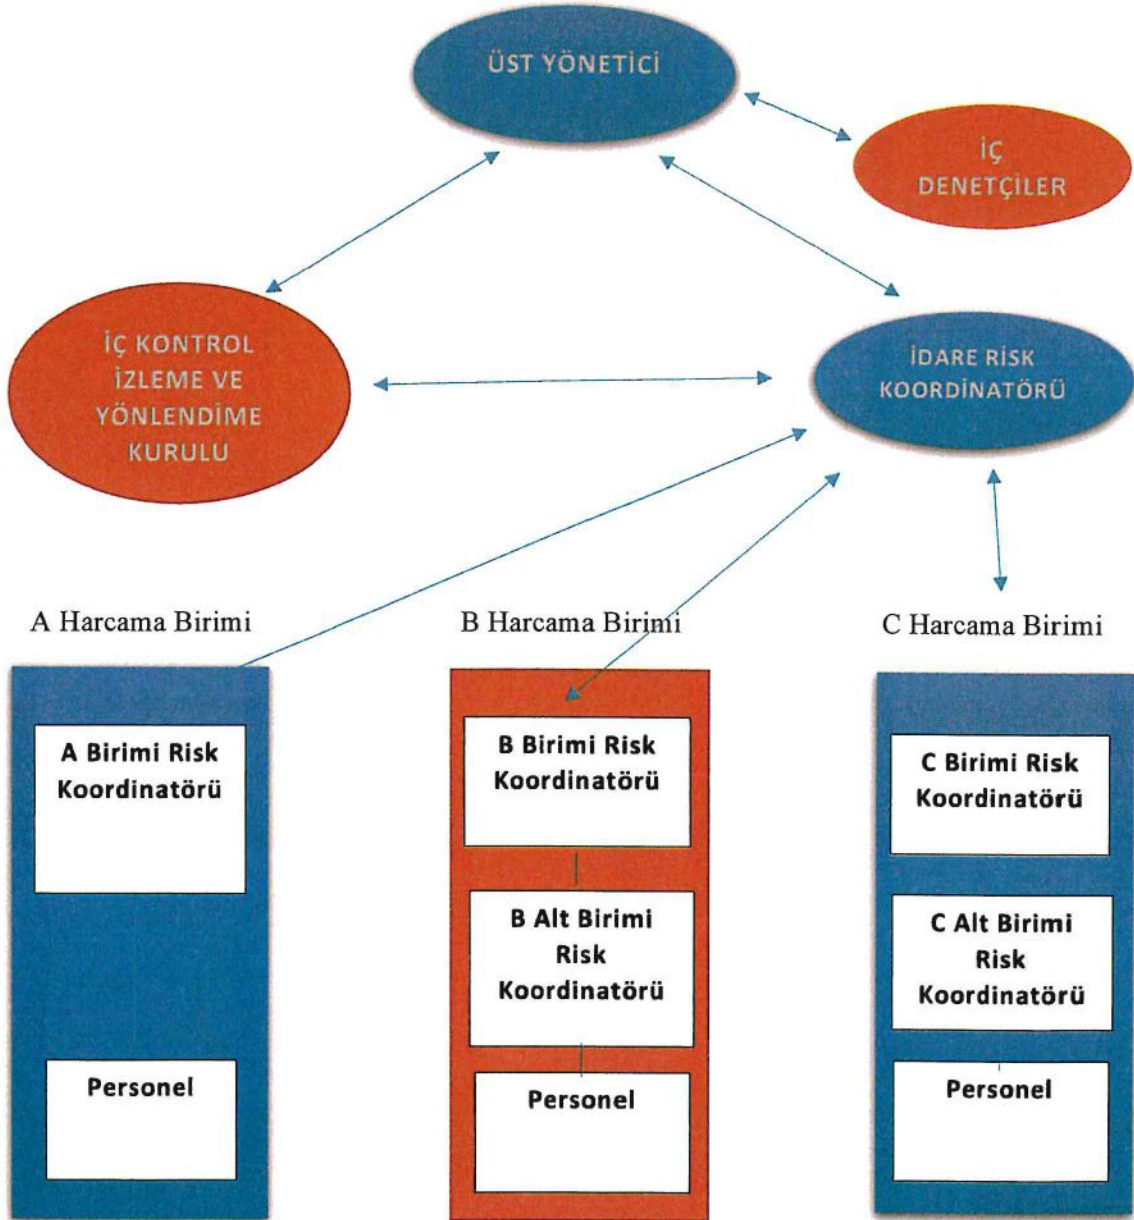 ÜST YÖNETİCİ
İÇ
DENETÇİLER
İÇ KONTROL
İZLEME VE
YÖNLENDİME
KURULU
İDARE RİSK
KOORDİNATÖRÜ
A Harcama Birimi
B Harcama Birimi
C Harcama Birimi
A Birimi Risk
Koordinatörü
Personel
B Birimi Risk
Koordinatörü
B Alt Birimi
Risk
Koordinatörü
Personel
C Birimi Risk
Koordinatörü
C Alt Birimi
Risk
Koordinatörü
Personel